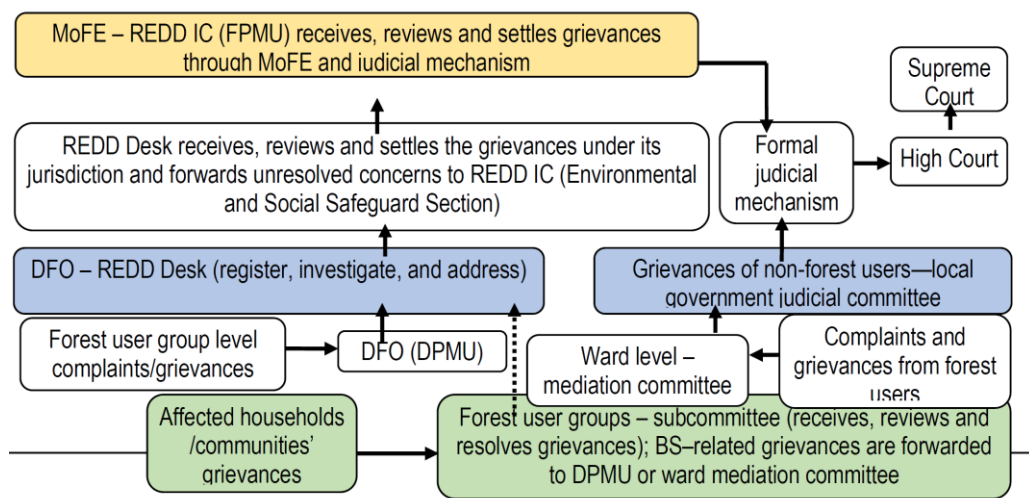 MoFE – REDD IC (FPMU) receives, reviews and settles grievances
through MoFE and judicial mechanism
Supreme
Court
REDD Desk receives, reviews and settles the grievances under its
jurisdiction and forwards unresolved concerns to REDD IC (Environmental
and Social Safeguard Section)
Formal
judicial
mechanism
High Court
DFO – REDD Desk (register, investigate, and address)
Grievances of non-forest users—local
government judicial committee
Forest user group level
complaints/grievances
DFO (DPMU)
Ward level –
mediation committee
Complaints and
grievances from forest
users
Affected households
/communities’
grievances
Forest user groups – subcommittee (receives, reviews and
resolves grievances); BS–related grievances are forwarded
to DPMU or ward mediation committee